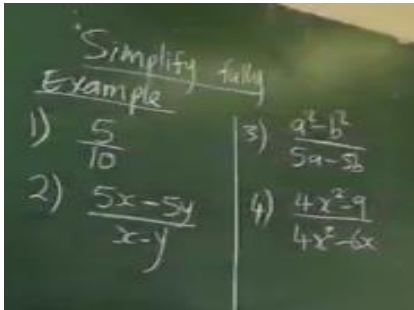 Simplify fully
Example
1) 5/10
2) 5x-5y/x-y
3) a²-b²/5a-5b
4) 4x²-9/4x²-6x